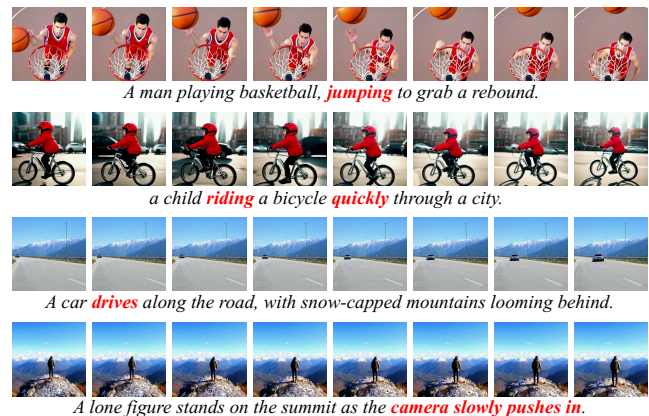 A man playing basketball, jumping to grab a rebound.
a child riding a bicycle quickly through a city.
A car drives along the road, with snow-capped mountains looming behind.
A lone figure stands on the summit as the camera slowly pushes in.